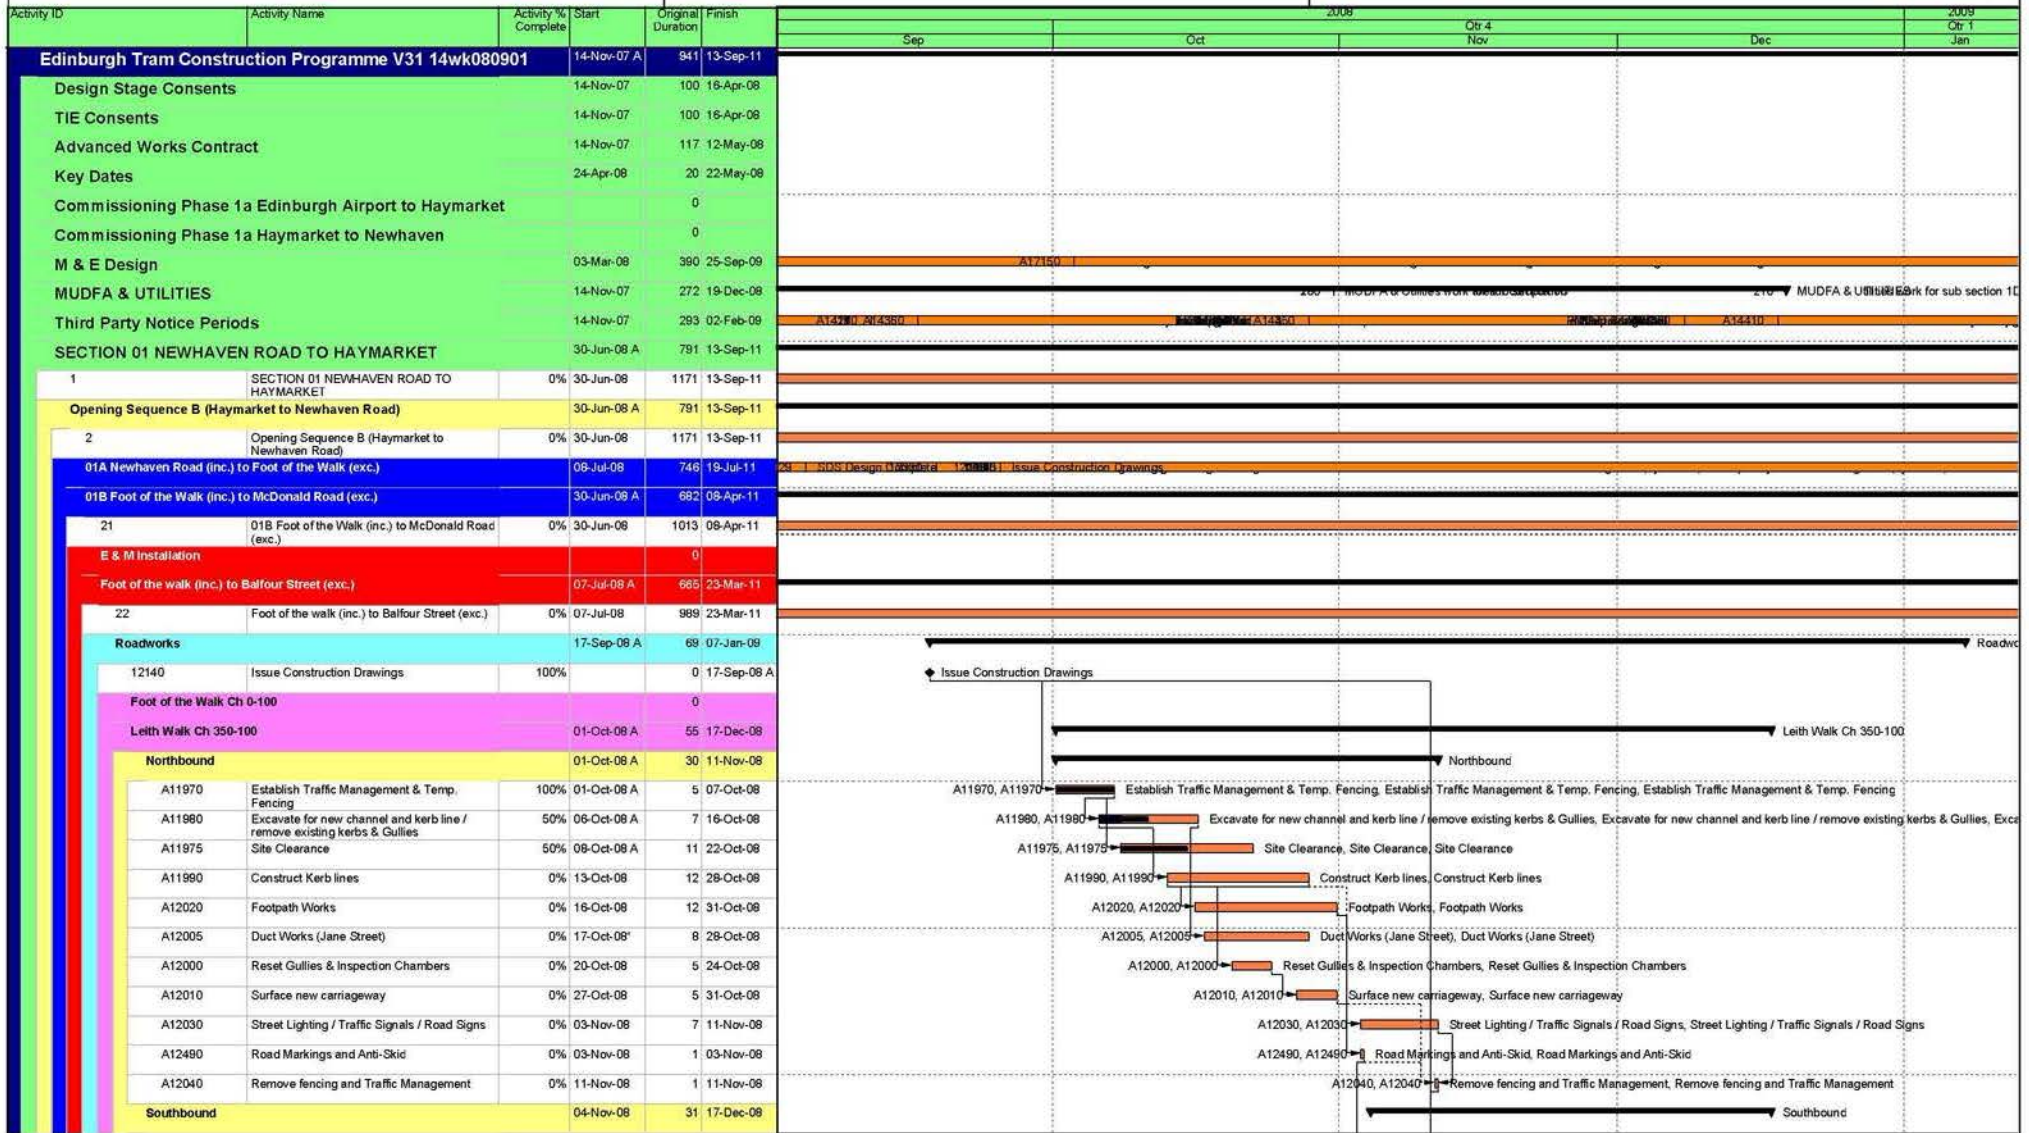 Activity ID Activity Name Activity % Start Original Finish 2008 2009
Complete Duration Qtr 4 Qtr 1
Sep Oct Nov Dec Jan
Edinburgh Tram Construction Programme V31 14wk080901 14-Nov-07 A 941 13-Sep-11
Design Stage Consents 14-Nov-07 100 16-Apr-08
TIE Consents 14-Nov-07 100 16-Apr-08
Advanced Works Contract 14-Nov-07 117 12-May-08
Key Dates 24-Apr-08 20 22-May-08
Commissioning Phase 1a Edinburgh Airport to Haymarket 0
Commissioning Phase 1a Haymarket to Newhaven 0
M & E Design 03-Mar-08 390 25-Sep-09 A17150
MUDFA & UTILITIES 14-Nov-07 272 19-Dec-08 MUDFA & Utilities work for sub section 1D
Third Party Notice Periods 14-Nov-07 293 02-Feb-09 A14360 A14350 A14410
SECTION 01 NEWHAVEN ROAD TO HAYMARKET 30-Jun-08 A 791 13-Sep-11
1 SECTION 01 NEWHAVEN ROAD TO 0% 30-Jun-08 1171 13-Sep-11
HAYMARKET
Opening Sequence B (Haymarket to Newhaven Road) 30-Jun-08 A 791 13-Sep-11
2 Opening Sequence B (Haymarket to 0% 30-Jun-08 1171 13-Sep-11
Newhaven Road)
01A Newhaven Road (inc.) to Foot of the Walk (exc.) 08-Jul-08 746 19-Jul-11 29 SDS Design Issue Construction Drawings
01B Foot of the Walk (inc.) to McDonald Road (exc.) 30-Jun-08 A 682 08-Apr-11
21 01B Foot of the Walk (inc.) to McDonald Road 0% 30-Jun-08 1013 08-Apr-11
(exc.)
E & M Installation 0
Foot of the walk (inc.) to Balfour Street (exc.) 07-Jul-08 A 665 23-Mar-11
22 Foot of the walk (inc.) to Balfour Street (exc.) 0% 07-Jul-08 989 23-Mar-11
Roadworks 17-Sep-08 A 69 07-Jan-09 Roadwo
12140 Issue Construction Drawings 100% 0 17-Sep-08 A Issue Construction Drawings
Foot of the Walk Ch 0-100 0
Leith Walk Ch 350-100 01-Oct-08 A 55 17-Dec-08 Leith Walk Ch 350-100
Northbound 01-Oct-08 A 30 11-Nov-08 Northbound
A11970 Establish Traffic Management & Temp. 100% 01-Oct-08 A 5 07-Oct-08 A11970, A11970 Establish Traffic Management & Temp. Fencing, Establish Traffic Management & Temp. Fencing, Establish Traffic Management & Temp. Fencing
Fencing
A11980 Excavate for new channel and kerb line / 50% 06-Oct-08 A 7 16-Oct-08 A11980, A11980 Excavate for new channel and kerb line / remove existing kerbs & Gullies, Excavate for new channel and kerb line / remove existing kerbs & Gullies, Exca
remove existing kerbs & Gullies
A11975 Site Clearance 50% 08-Oct-08 A 11 22-Oct-08 A11975, A11975 Site Clearance, Site Clearance, Site Clearance
A11990 Construct Kerb lines 0% 13-Oct-08 12 28-Oct-08 A11990, A11990 Construct Kerb lines, Construct Kerb lines
A12020 Footpath Works 0% 16-Oct-08 12 31-Oct-08 A12020, A12020 Footpath Works, Footpath Works
A12005 Duct Works (Jane Street) 0% 17-Oct-08* 8 28-Oct-08 A12005, A12005 Duct Works (Jane Street), Duct Works (Jane Street)
A12000 Reset Gullies & Inspection Chambers 0% 20-Oct-08 5 24-Oct-08 A12000, A12000 Reset Gullies & Inspection Chambers, Reset Gullies & Inspection Chambers
A12010 Surface new carriageway 0% 27-Oct-08 5 31-Oct-08 A12010, A12010 Surface new carriageway, Surface new carriageway
A12030 Street Lighting / Traffic Signals / Road Signs 0% 03-Nov-08 7 11-Nov-08 A12030, A12030 Street Lighting / Traffic Signals / Road Signs, Street Lighting / Traffic Signals / Road Signs
A12490 Road Markings and Anti-Skid 0% 03-Nov-08 1 03-Nov-08 A12490, A12490 Road Markings and Anti-Skid, Road Markings and Anti-Skid
A12040 Remove fencing and Traffic Management 0% 11-Nov-08 1 11-Nov-08 A12040, A12040 Remove fencing and Traffic Management, Remove fencing and Traffic Management
Southbound 04-Nov-08 31 17-Dec-08 Southbound